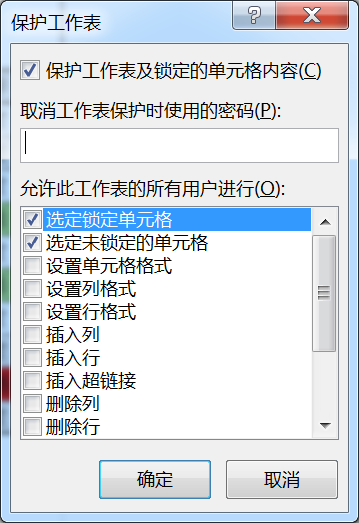 保护工作表
保护工作表及锁定的单元格内容(C)
取消工作表保护时使用的密码(P):
允许此工作表的所有用户进行(O):
选定锁定单元格
选定未锁定的单元格
设置单元格格式
设置列格式
设置行格式
插入列
插入行
插入超链接
删除列
删除行
确定
取消